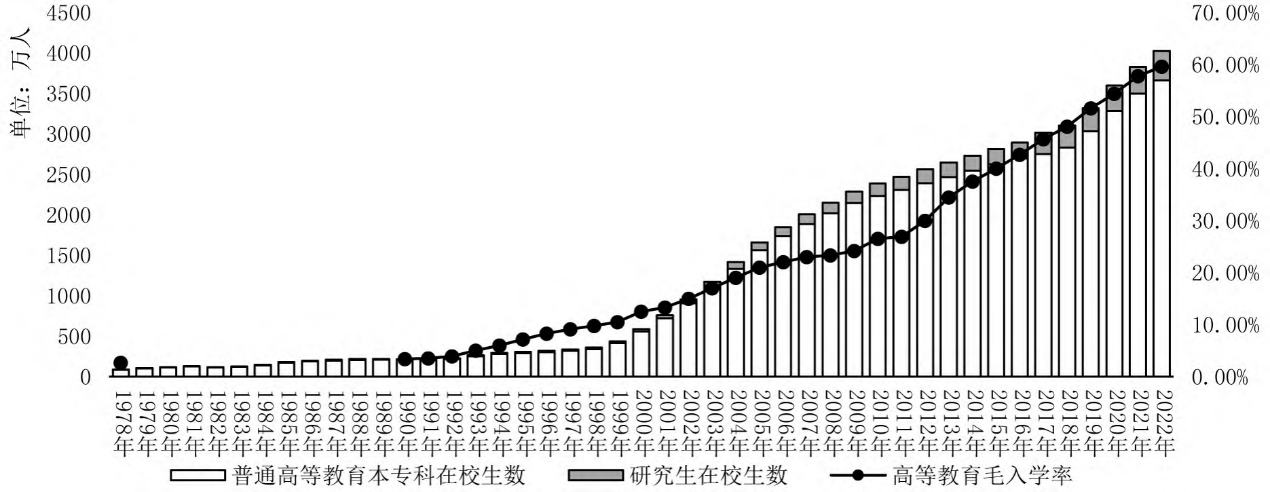 单位：万人
4500
4000
3500
3000
2500
2000
1500
1000
500
0
70.00%
60.00%
50.00%
40.00%
30.00%
20.00%
10.00%
0.00%
1978年
1979年
1980年
1981年
1982年
1983年
1984年
1985年
1986年
1987年
1988年
1989年
1990年
1991年
1992年
1993年
1994年
1995年
1996年
1997年
1998年
1999年
2000年
2001年
2002年
2003年
2004年
2005年
2006年
2007年
2008年
2009年
2010年
2011年
2012年
2013年
2014年
2015年
2016年
2017年
2018年
2019年
2020年
2021年
2022年
普通高等教育本专科在校生数 研究生在校生数 高等教育毛入学率